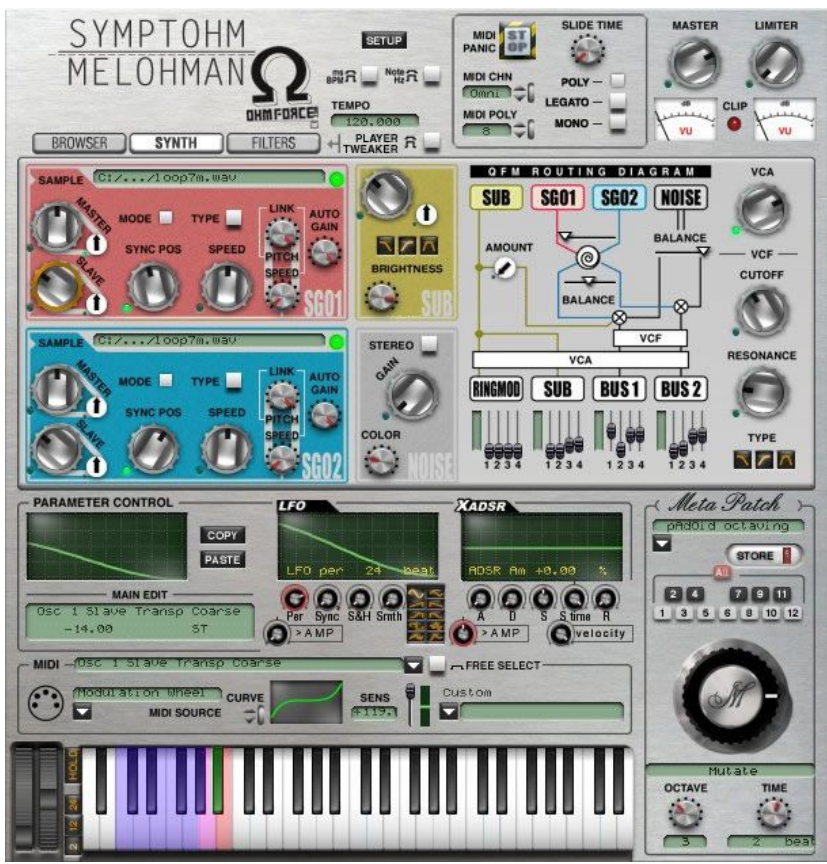 SYMPTOHM
MELOHMAN
Ω
OHMFORCE
SETUP
ms
BPM
Note
Hz
TEMPO
120.000
PLAYER
TWEAKER
BROWSER
SYNTH
FILTERS
MIDI
PANIC
ST
OP
SLIDE TIME
MIDI CHN
Omni
MIDI POLY
8
POLY
LEGATO
MONO
MASTER
LIMITER
dB
VU
CLIP
dB
VU
SAMPLE
C:/.../loop7m.wav
MASTER
SLAVE
MODE
TYPE
SYNC POS
SPEED
LINK
PITCH
SPEED
AUTO
GAIN
SG01
BRIGHTNESS
SUB
SAMPLE
C:/.../loop7m.wav
MASTER
SLAVE
MODE
TYPE
SYNC POS
SPEED
LINK
PITCH
SPEED
AUTO
GAIN
SG02
STEREO
GAIN
COLOR
NOISE
QFM ROUTING DIAGRAM
SUB
SG01
SG02
NOISE
AMOUNT
BALANCE
BALANCE
VCF
VCA
RINGMOD
SUB
BUS 1
BUS 2
1 2 3 4
1 2 3 4
1 2 3 4
1 2 3 4
VCA
VCF
CUTOFF
RESONANCE
TYPE
PARAMETER CONTROL
COPY
PASTE
MAIN EDIT
Osc 1 Slave Transp Coarse
-14.00 ST
LFO
LFO per 24 beat
Per Sync S&H Smth
>AMP
XADSR
ADSR Am +0.00 %
A D S S time R
>AMP
velocity
Meta Patch
pAdOid octaving
STORE
All
2 4 7 9 11
1 3 5 6 8 10 12
M
Mutate
OCTAVE
TIME
3
2 beat
MIDI
Osc 1 Slave Transp Coarse
FREE SELECT
Modulation Wheel
MIDI SOURCE
CURVE
SENS
Custom
HOLD
24
12
2